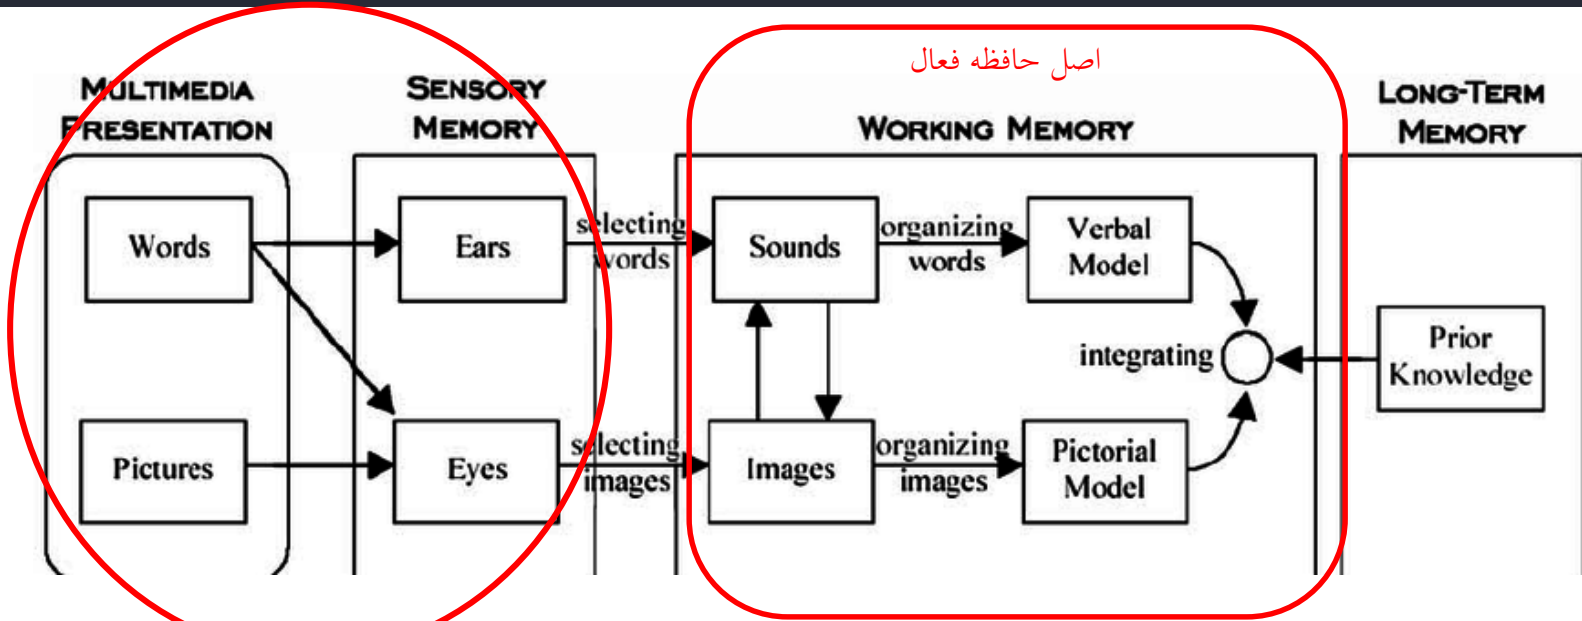 اصل حافظه فعال
MULTIMEDIA
PRESENTATION
SENSORY
MEMORY
WORKING MEMORY
LONG-TERM
MEMORY
Words
Ears
selecting
words
Sounds
organizing
words
Verbal
Model
integrating
Prior
Knowledge
Pictures
Eyes
selecting
images
Images
organizing
images
Pictorial
Model